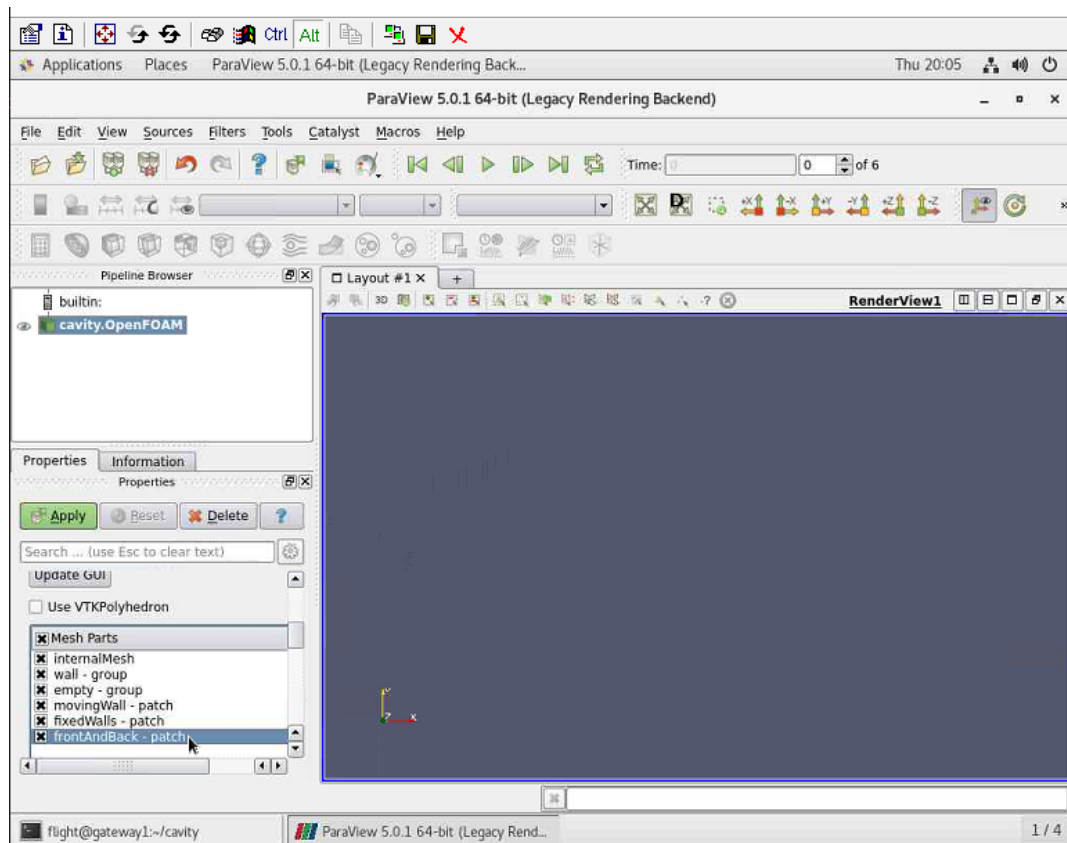 Ctrl Alt
Applications Places ParaView 5.0.1 64-bit (Legacy Rendering Back... Thu 20:05
ParaView 5.0.1 64-bit (Legacy Rendering Backend)
File Edit View Sources Filters Tools Catalyst Macros Help
Time: 0 0 of 6
D +X -X +Y -Y +Z -Z
Pipeline Browser
Layout #1 X +
3D ? RenderView1
builtin:
cavity.OpenFOAM
Properties Information
Properties
Apply Reset Delete ?
Search ... (use Esc to clear text)
Update GUI
Use VTKPolyhedron
Mesh Parts
internalMesh
wall - group
empty - group
movingWall - patch
fixedWalls - patch
frontAndBack - patch
Y
Z X
flight@gateway1:~/cavity ParaView 5.0.1 64-bit (Legacy Rend... 1 / 4